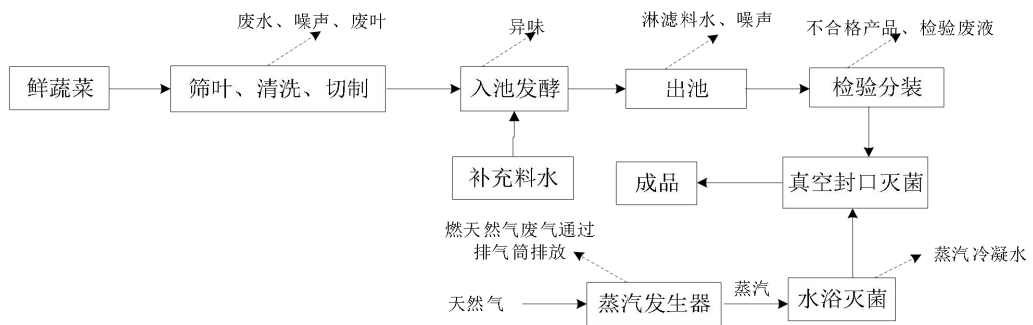 废水、噪声、废叶
异味
淋滤料水、噪声
不合格产品、检验废液
鲜蔬菜
筛叶、清洗、切制
入池发酵
出池
检验分装
补充料水
成品
真空封口灭菌
燃天然气废气通过
排气筒排放
蒸汽冷凝水
天然气
蒸汽发生器
蒸汽
水浴灭菌